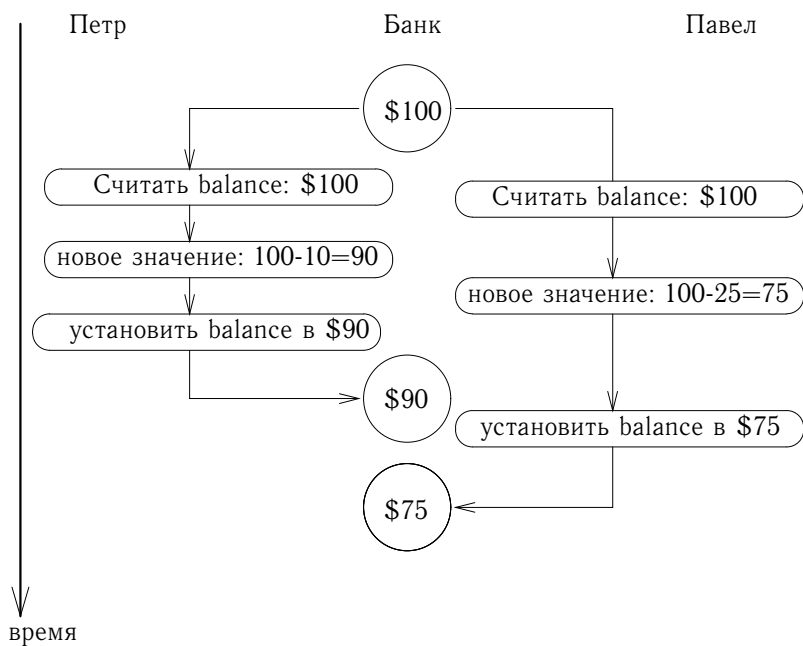 Петр
Банк
Павел
$100
Считать balance: $100
Считать balance: $100
новое значение: 100-10=90
новое значение: 100-25=75
установить balance в $90
$90
установить balance в $75
$75
время